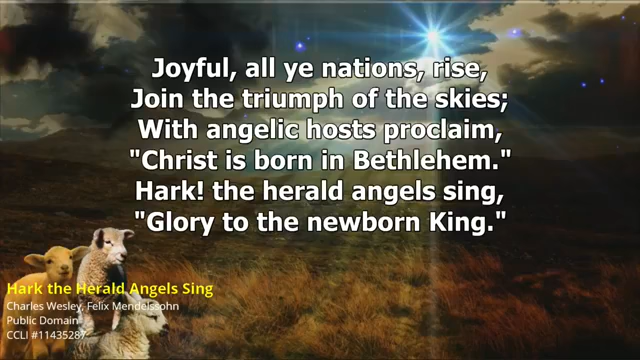 Joyful, all ye nations, rise,
Join the triumph of the skies;
With angelic hosts proclaim,
"Christ is born in Bethlehem."
Hark! the herald angels sing,
"Glory to the newborn King."
Hark the Herald Angels Sing
Charles Wesley, Felix Mendelssohn
Public Domain
CCLI #11435287